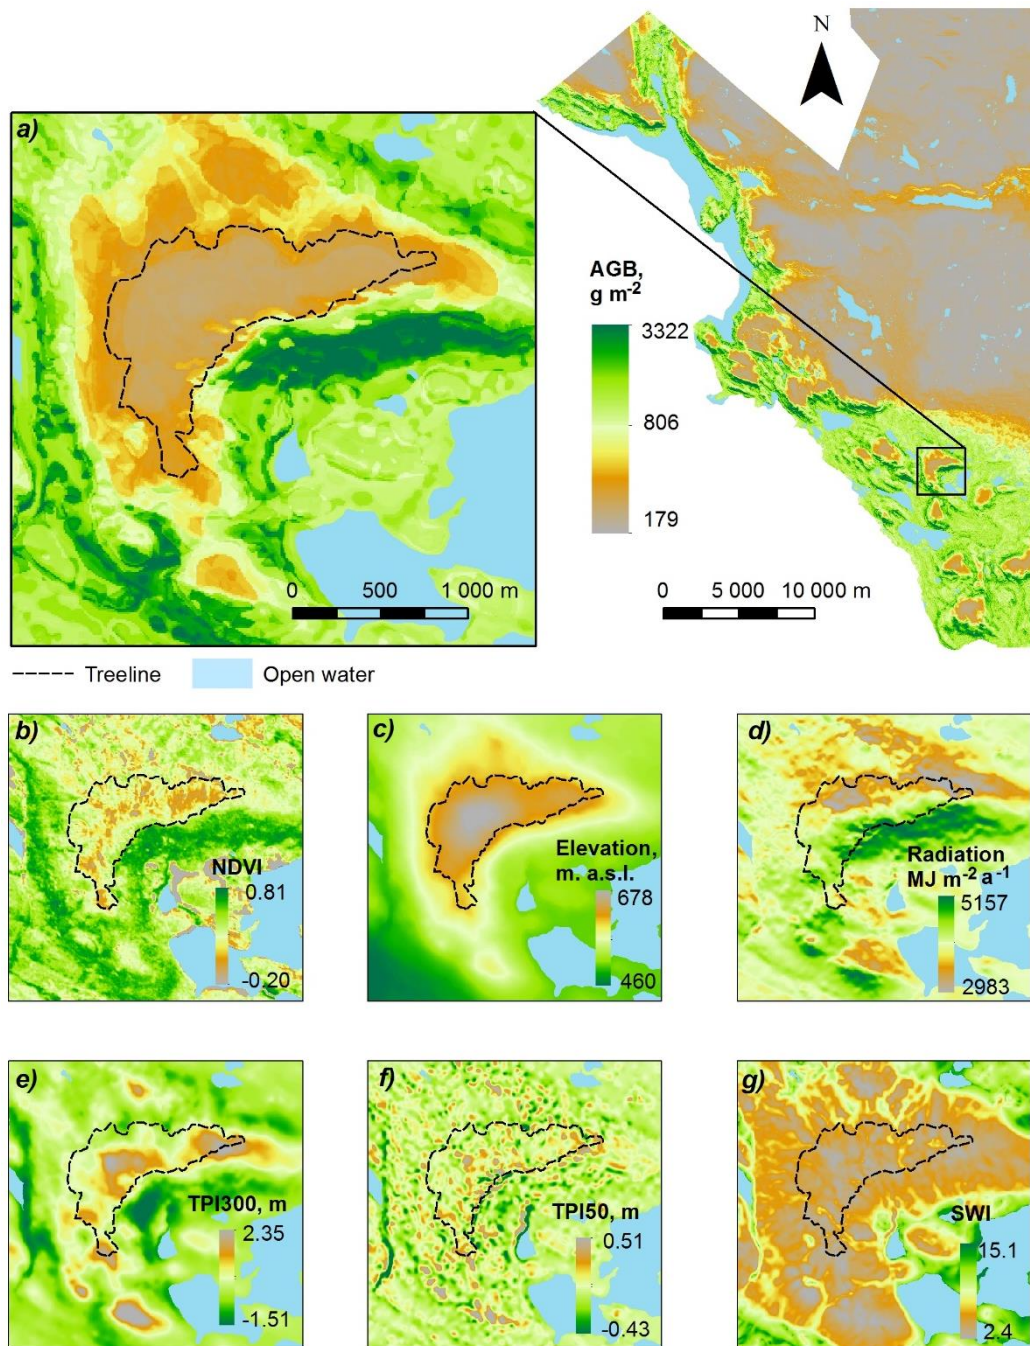 N
a)
AGB,
g m-2
3322
806
179
0 500 1 000 m
0 5 000 10 000 m
Treeline
Open water
b)
NDVI
0.81
-0.20
c)
Elevation,
m. a.s.l.
678
460
d)
Radiation
MJ m-2 a-1
5157
2983
e)
TPI300, m
2.35
-1.51
f)
TPI50, m
0.51
-0.43
g)
SWI
15.1
2.4